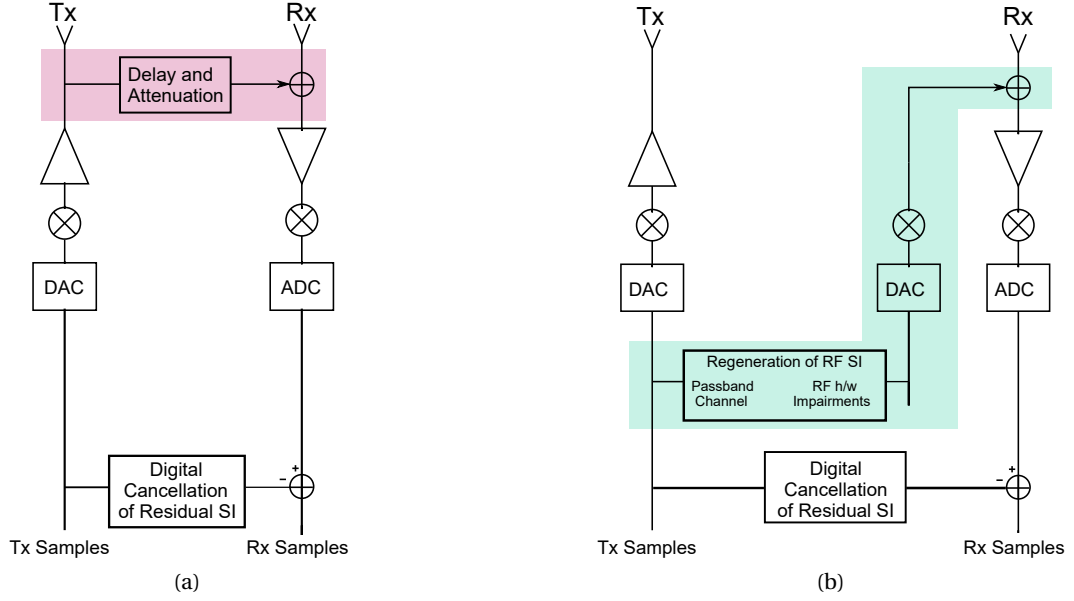 Tx
Rx
Delay and
Attenuation
DAC
ADC
Digital
Cancellation
of Residual SI
+
−
Tx Samples
Rx Samples
(a)
Tx
Rx
DAC
DAC
ADC
Regeneration of RF SI
Passband
Channel
RF h/w
Impairments
Digital
Cancellation
of Residual SI
+
−
Tx Samples
Rx Samples
(b)